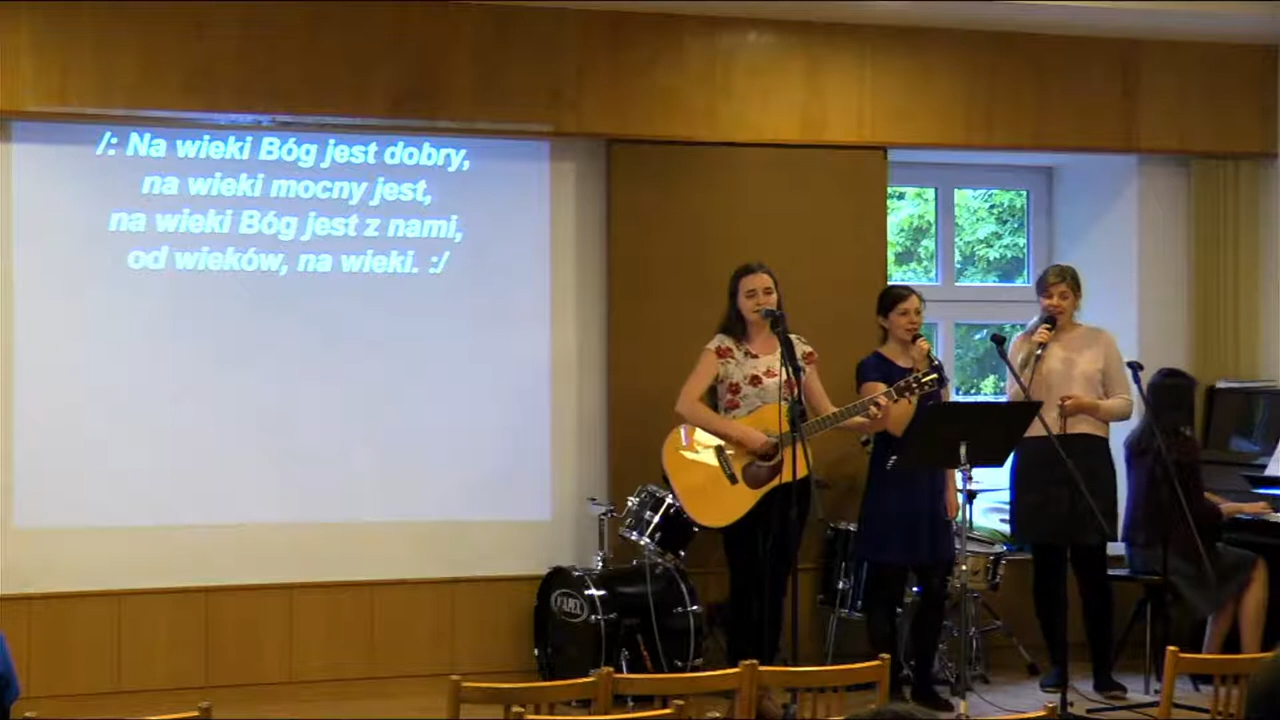 /: Na wieki Bóg jest dobry,
na wieki mocny jest,
na wieki Bóg jest z nami,
od wieków, na wieki. :/